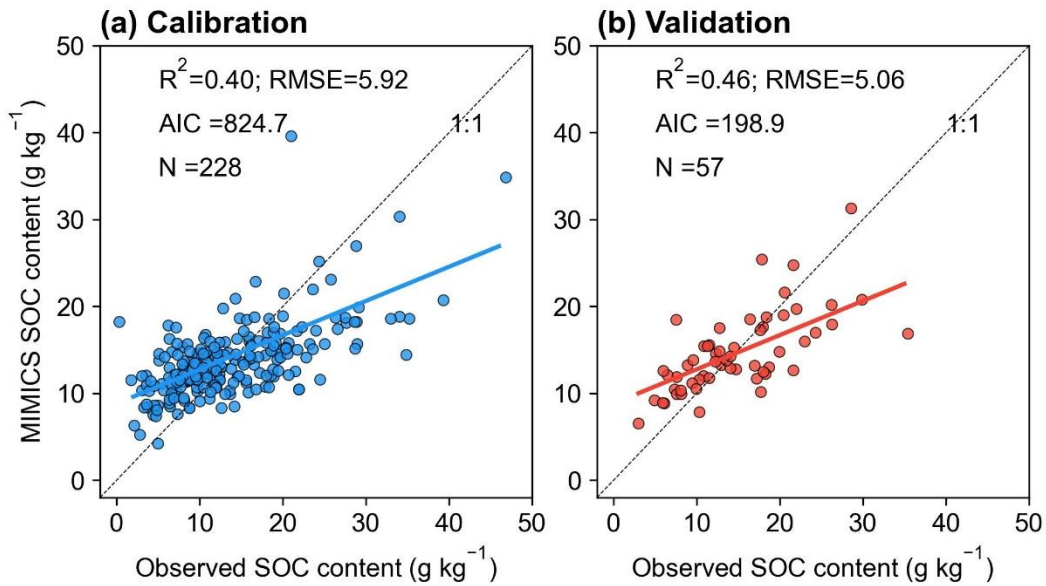 (a) Calibration
50
R²=0.40; RMSE=5.92
40
AIC =824.7
1:1
N =228
30
20
10
0
MIMICS SOC content (g kg⁻¹)
0 10 20 30 40 50
Observed SOC content (g kg⁻¹)
(b) Validation
50
R²=0.46; RMSE=5.06
40
AIC =198.9
1:1
N =57
30
20
10
0
0 10 20 30 40 50
Observed SOC content (g kg⁻¹)